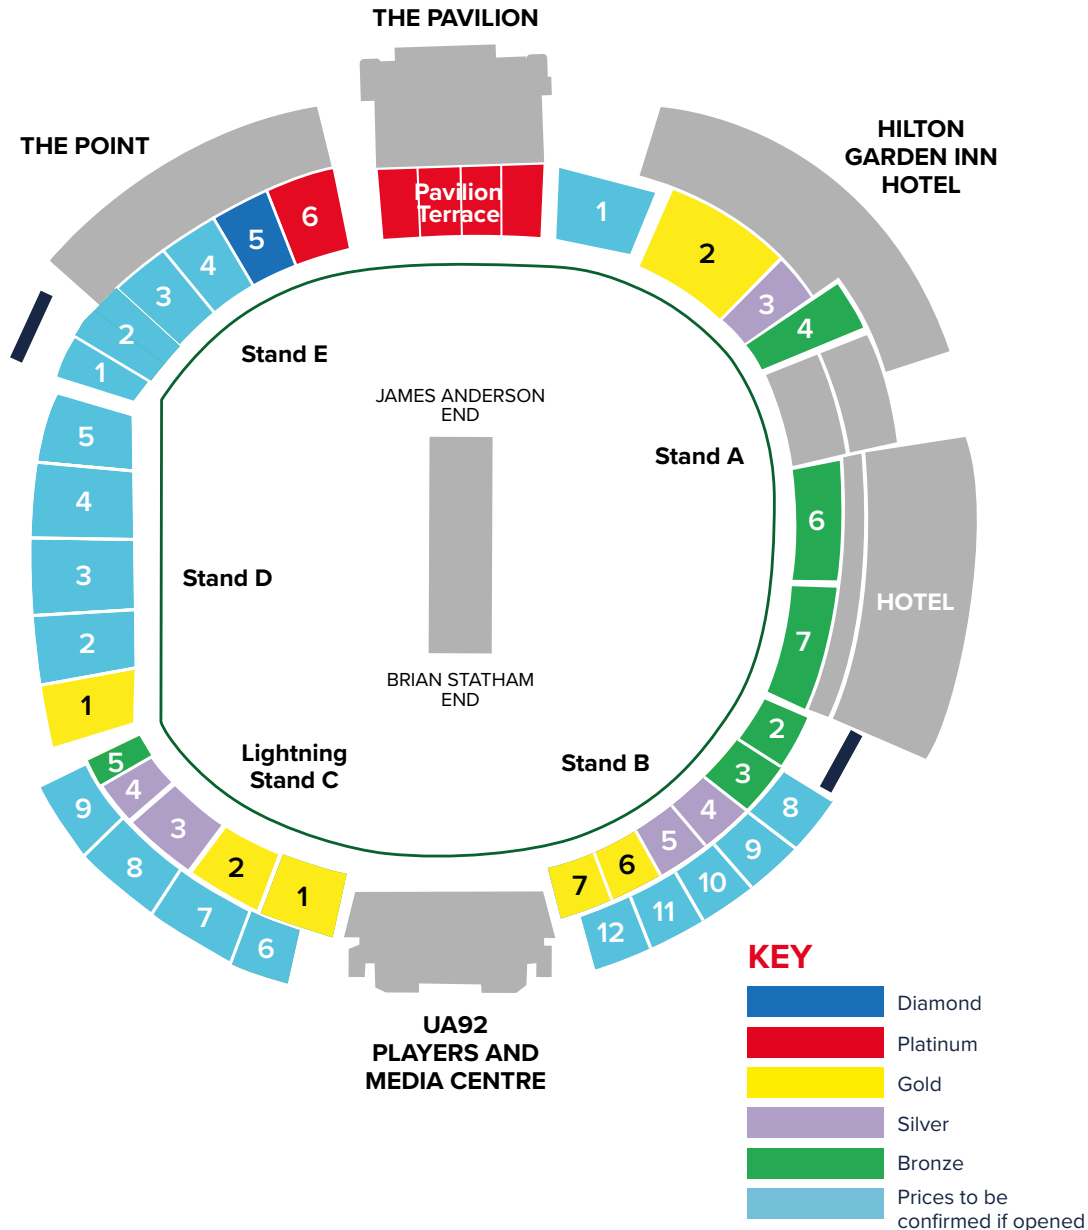 THE PAVILION
THE POINT
HILTON
GARDEN INN
HOTEL
Pavilion
Terrace
6
5
4
3
2
1
1
2
3
4
Stand E
JAMES ANDERSON
END
Stand A
5
4
3
2
1
Stand D
6
7
HOTEL
BRIAN STATHAM
END
Lightning
Stand C
Stand B
5
4
3
2
1
9
8
7
6
2
3
4
5
6
7
8
9
10
11
12
UA92
PLAYERS AND
MEDIA CENTRE
KEY
Diamond
Platinum
Gold
Silver
Bronze
Prices to be
confirmed if opened